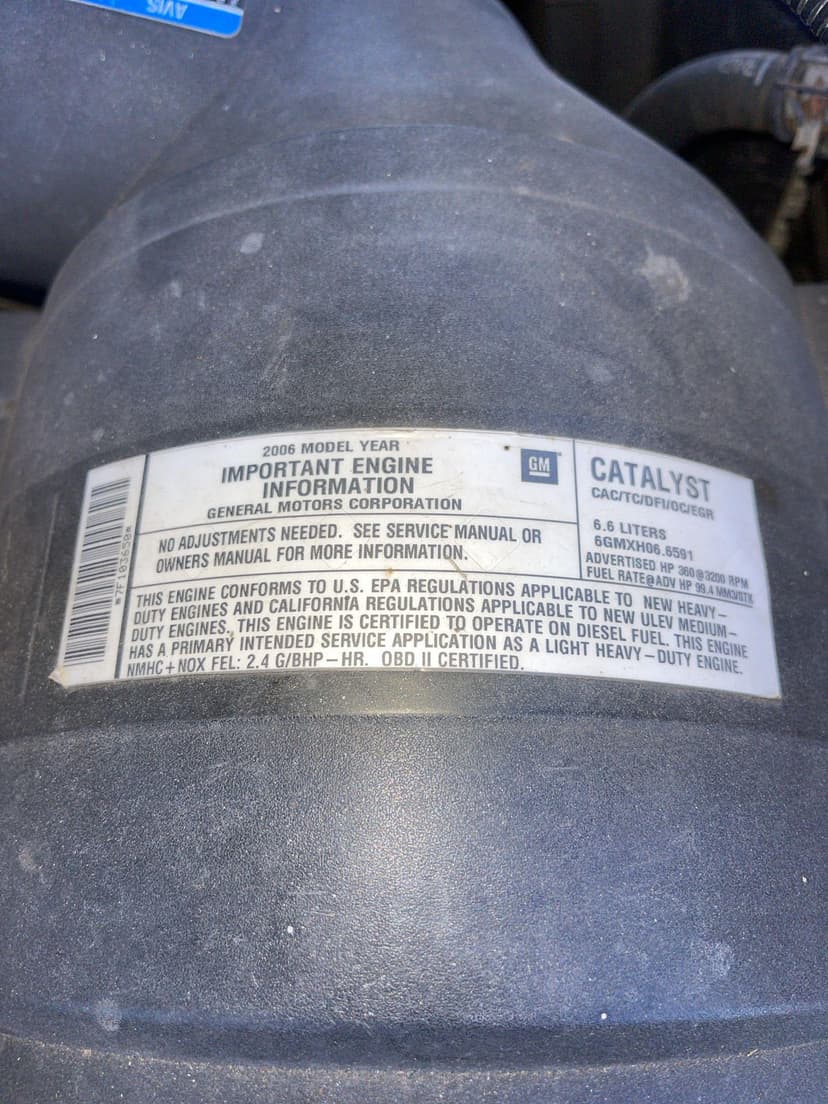 AVIS
2006 MODEL YEAR
IMPORTANT ENGINE
INFORMATION
GENERAL MOTORS CORPORATION
GM
NO ADJUSTMENTS NEEDED. SEE SERVICE MANUAL OR
OWNERS MANUAL FOR MORE INFORMATION.
CATALYST
CAC/TC/DFI/OC/EGR
6.6 LITERS
6GMXH06.6591
ADVERTISED HP 360@3200 RPM
FUEL RATE@ADV HP 99.4 MM3/STK
THIS ENGINE CONFORMS TO U.S. EPA REGULATIONS APPLICABLE TO NEW HEAVY-
DUTY ENGINES AND CALIFORNIA REGULATIONS APPLICABLE TO NEW ULEV MEDIUM-
DUTY ENGINES. THIS ENGINE IS CERTIFIED TO OPERATE ON DIESEL FUEL. THIS ENGINE
HAS A PRIMARY INTENDED SERVICE APPLICATION AS A LIGHT HEAVY-DUTY ENGINE.
NMHC+NOX FEL: 2.4 G/BHP-HR. OBD II CERTIFIED.
*7F103650*